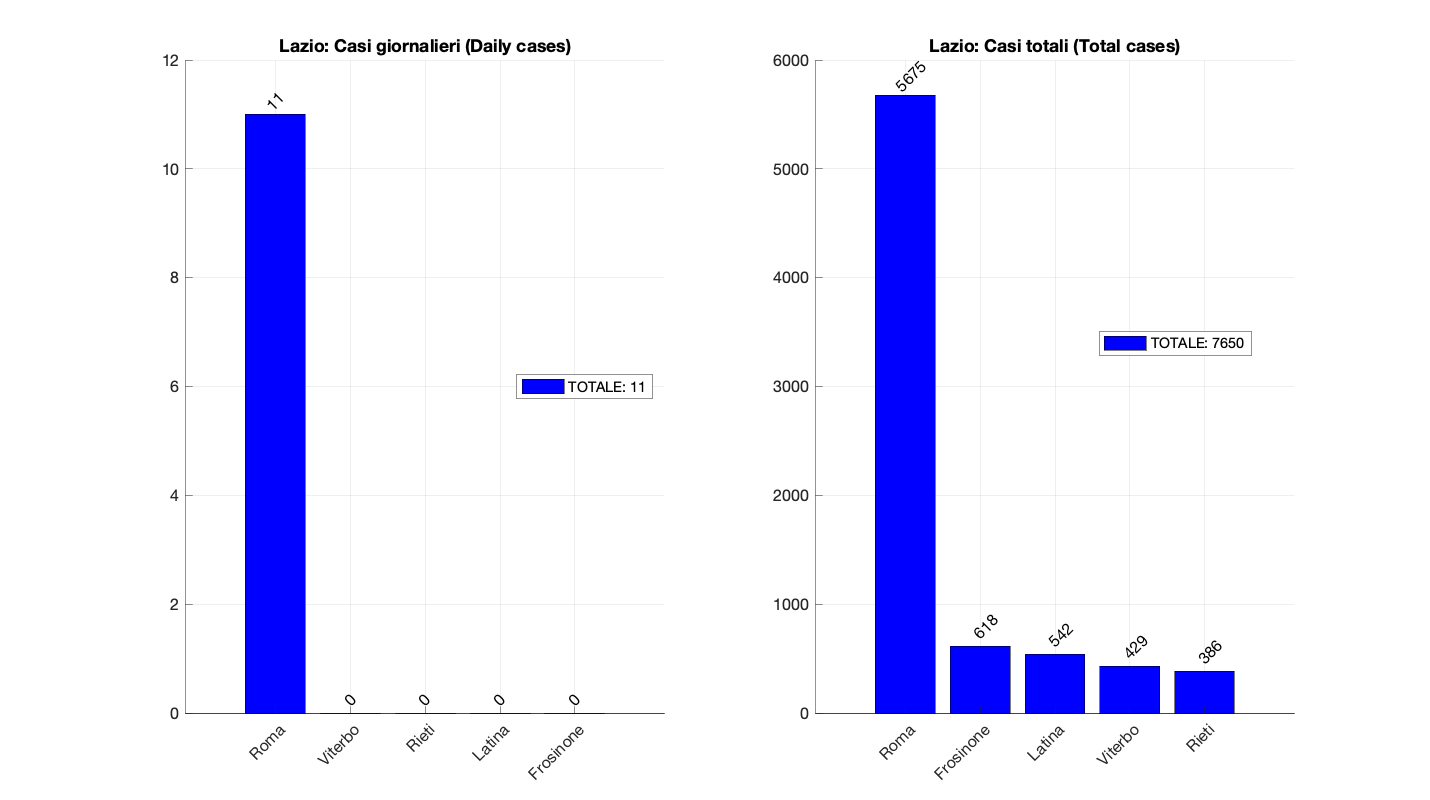 Lazio: Casi giornalieri (Daily cases)
12
10
8
6
4
2
0
11
0
0
0
0
TOTALE: 11
Roma
Viterbo
Rieti
Latina
Frosinone
Lazio: Casi totali (Total cases)
6000
5000
4000
3000
2000
1000
0
5675
618
542
429
386
TOTALE: 7650
Roma
Frosinone
Latina
Viterbo
Rieti